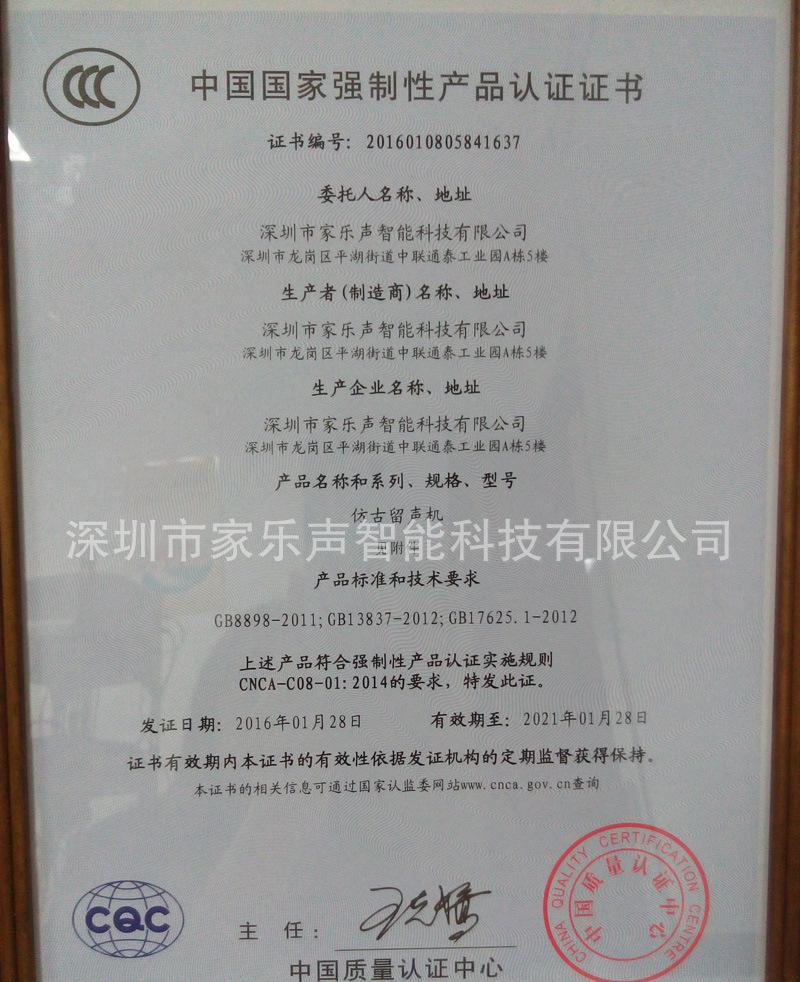 中国国家强制性产品认证证书
证书编号: 2016010805841637
委托人名称、地址
深圳市家乐声智能科技有限公司
深圳市龙岗区平湖街道中联通泰工业园A栋5楼
生产者(制造商)名称、地址
深圳市家乐声智能科技有限公司
深圳市龙岗区平湖街道中联通泰工业园A栋5楼
生产企业名称、地址
深圳市家乐声智能科技有限公司
深圳市龙岗区平湖街道中联通泰工业园A栋5楼
产品名称和系列、规格、型号
仿古留声机
深圳市家乐声智能科技有限公司
见附件
产品标准和技术要求
GB8898-2011;GB13837-2012;GB17625.1-2012
上述产品符合强制性产品认证实施规则
CNCA-C08-01:2014的要求，特发此证。
发证日期: 2016年01月28日 有效期至: 2021年01月28日
证书有效期内本证书的有效性依据发证机构的定期监督获得保持。
本证书的相关信息可通过国家认监委网站www.cnca.gov.cn查询
CQC
主 任:
中国质量认证中心
CHINA QUALITY CERTIFICATION CENTRE
中国质量认证中心